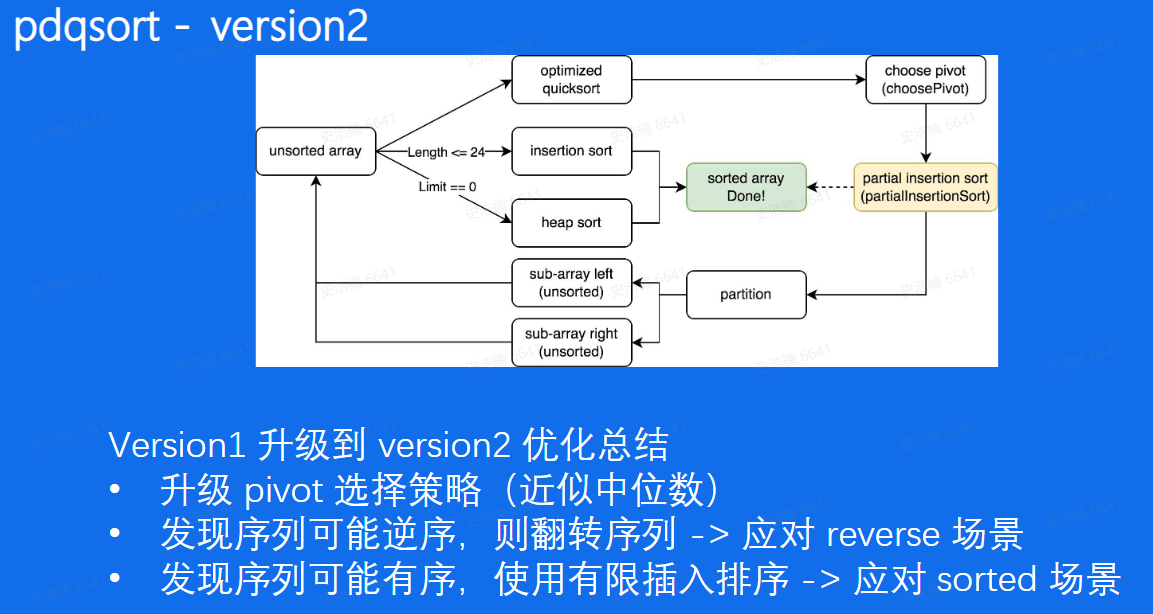 pdqsort - version2
optimized
quicksort
choose pivot
(choosePivot)
unsorted array
Length <= 24
insertion sort
Limit == 0
heap sort
sorted array
Done!
partial insertion sort
(partialInsertionSort)
sub-array left
(unsorted)
partition
sub-array right
(unsorted)
Version1 升级到 version2 优化总结
• 升级 pivot 选择策略（近似中位数）
• 发现序列可能逆序，则翻转序列 -> 应对 reverse 场景
• 发现序列可能有序，使用有限插入排序 -> 应对 sorted 场景
史浩楠 6641